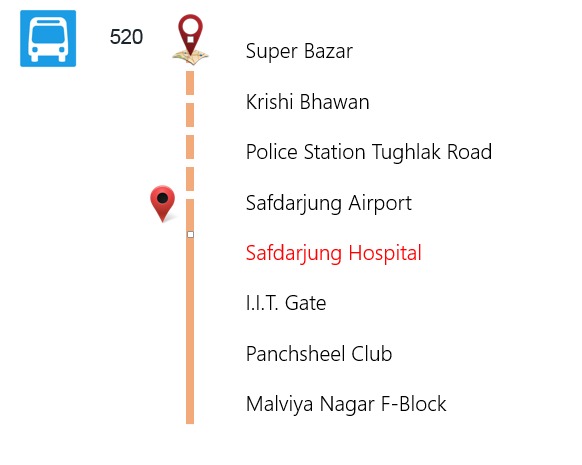 520
Super Bazar
Krishi Bhawan
Police Station Tughlak Road
Safdarjung Airport
Safdarjung Hospital
I.I.T. Gate
Panchsheel Club
Malviya Nagar F-Block